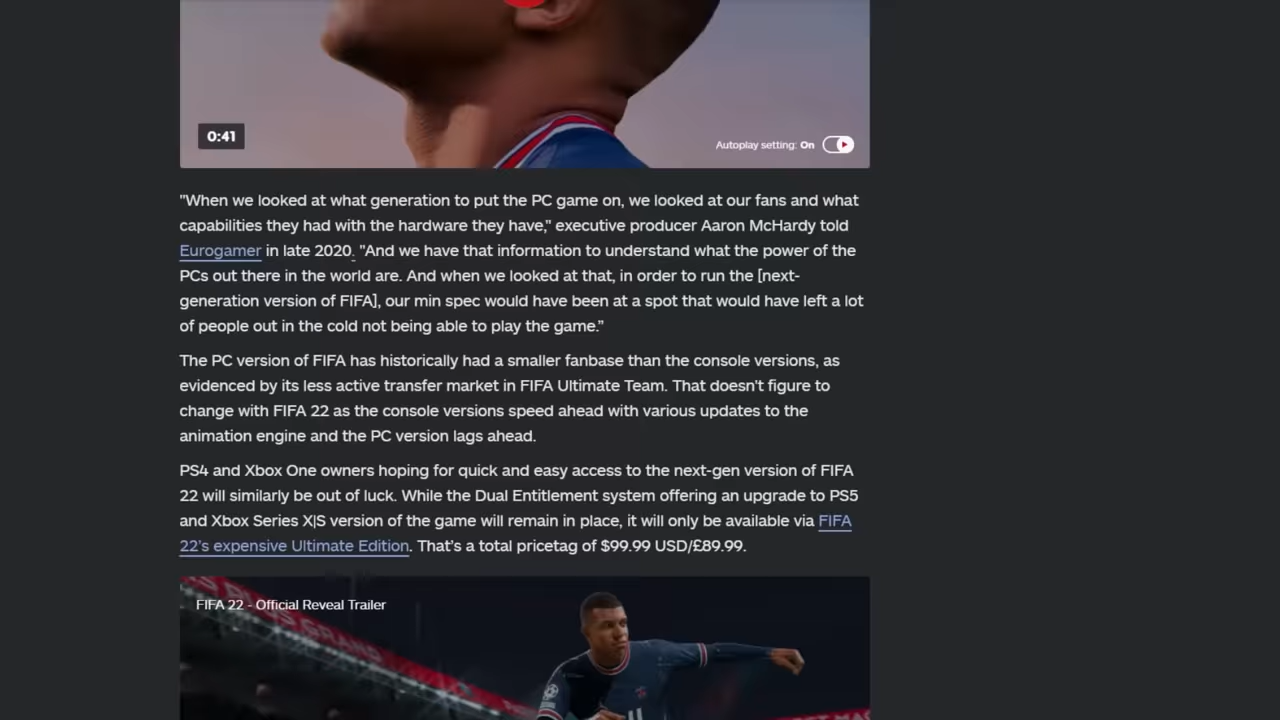 0:41
Autoplay setting: On
"When we looked at what generation to put the PC game on, we looked at our fans and what
capabilities they had with the hardware they have," executive producer Aaron McHardy told
Eurogamer in late 2020. "And we have that information to understand what the power of the
PCs out there in the world are. And when we looked at that, in order to run the [next-
generation version of FIFA], our min spec would have been at a spot that would have left a lot
of people out in the cold not being able to play the game."
The PC version of FIFA has historically had a smaller fanbase than the console versions, as
evidenced by its less active transfer market in FIFA Ultimate Team. That doesn't figure to
change with FIFA 22 as the console versions speed ahead with various updates to the
animation engine and the PC version lags ahead.
PS4 and Xbox One owners hoping for quick and easy access to the next-gen version of FIFA
22 will similarly be out of luck. While the Dual Entitlement system offering an upgrade to PS5
and Xbox Series X|S version of the game will remain in place, it will only be available via FIFA
22's expensive Ultimate Edition. That's a total pricetag of $99.99 USD/£89.99.
FIFA 22 - Official Reveal Trailer